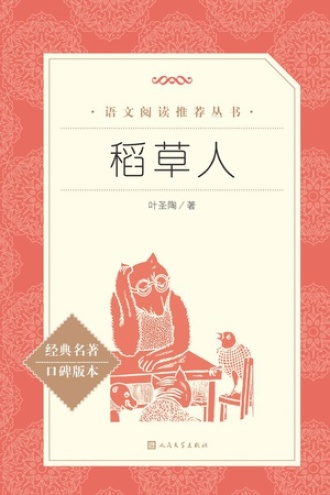 ·语文阅读推荐丛书·
稻草人
叶圣陶/著
经典名著
口碑版本
人民文学出版社